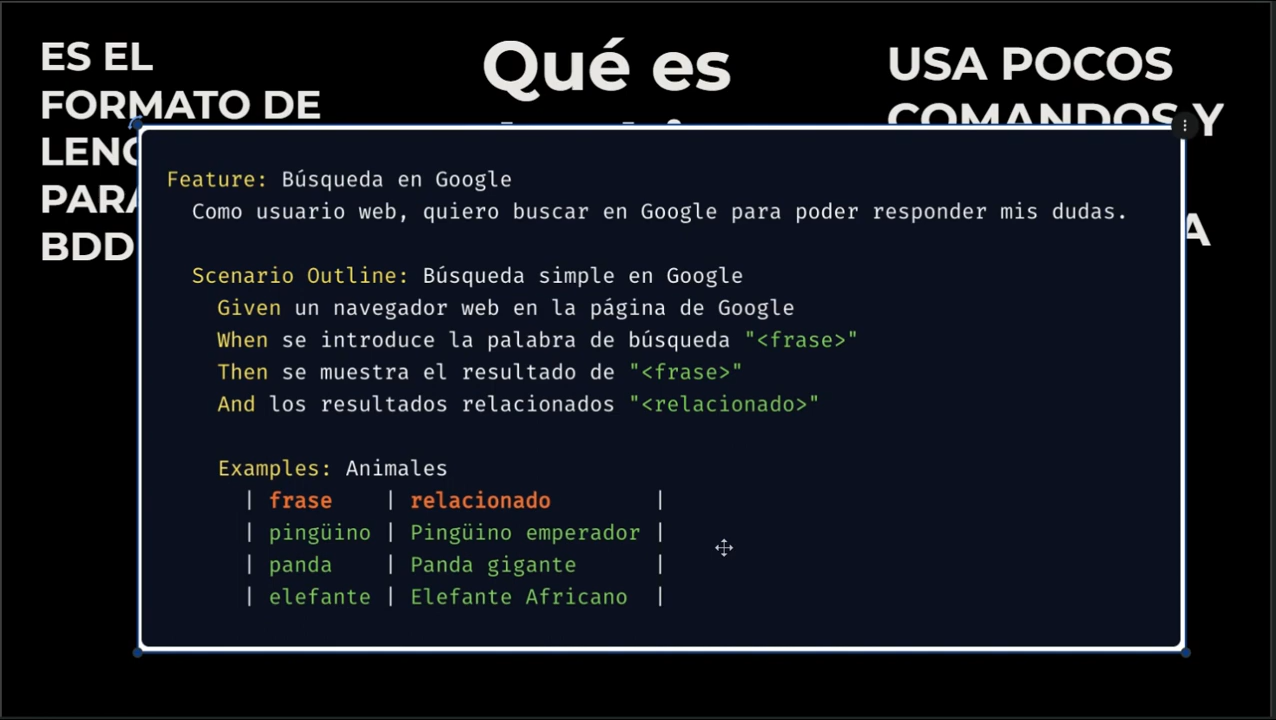 ES EL
FORMATO DE
PARA
BDD
Qué es
USA POCOS
COMANDOS Y
Feature: Búsqueda en Google
Como usuario web, quiero buscar en Google para poder responder mis dudas.
Scenario Outline: Búsqueda simple en Google
Given un navegador web en la página de Google
When se introduce la palabra de búsqueda "<frase>"
Then se muestra el resultado de "<frase>"
And los resultados relacionados "<relacionado>"
Examples: Animales
| frase | relacionado |
| pingüino | Pingüino emperador |
| panda | Panda gigante |
| elefante | Elefante Africano |